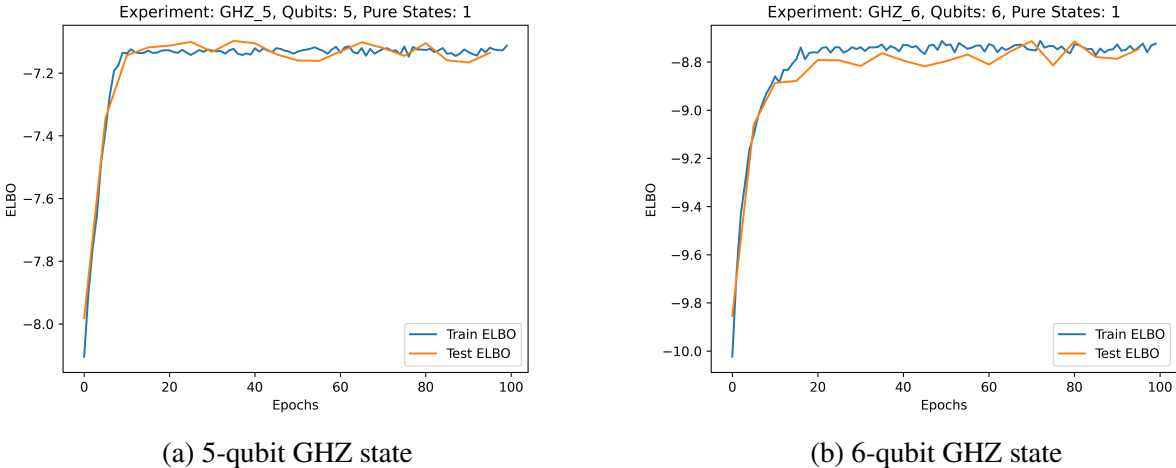 Experiment: GHZ_5, Qubits: 5, Pure States: 1
−7.2
−7.4
−7.6
−7.8
−8.0
ELBO
Train ELBO
Test ELBO
0
20
40
60
80
100
Epochs
(a) 5-qubit GHZ state
Experiment: GHZ_6, Qubits: 6, Pure States: 1
−8.8
−9.0
−9.2
−9.4
−9.6
−9.8
−10.0
ELBO
Train ELBO
Test ELBO
0
20
40
60
80
100
Epochs
(b) 6-qubit GHZ state